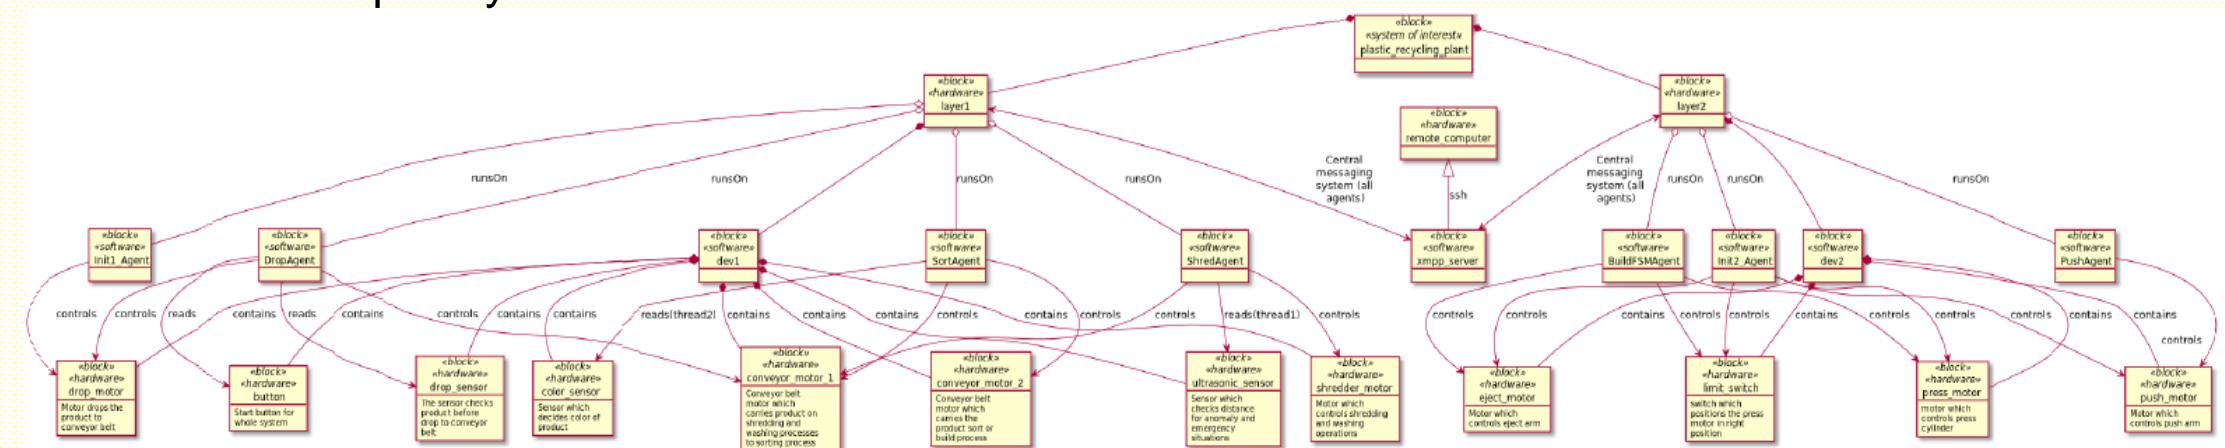 «block»
«system of interest»
plastic_recycling_plant
«block»
«hardware»
layer1
«block»
«hardware»
layer2
«block»
«hardware»
remote_computer
runsOn
runsOn
runsOn
runsOn
Central
messaging
system (all
agents)
ssh
Central
messaging
system (all
agents)
runsOn
runsOn
runsOn
«block»
«software»
Init1_Agent
«block»
«software»
DropAgent
«block»
«software»
dev1
«block»
«software»
SortAgent
«block»
«software»
ShredAgent
«block»
«software»
xmpp_server
«block»
«software»
BuildFSMAgent
«block»
«software»
Init2_Agent
«block»
«software»
dev2
«block»
«software»
PushAgent
controls
controls
reads
contains
reads
contains
controls
contains
contains
reads(thread2)
contains
contains
controls
contains
controls
controls
reads(thread1)
controls
controls
controls
contains
controls
controls
contains
controls
contains
controls
contains
controls
«block»
«hardware»
drop_motor
Motor drops the
product to
conveyor belt
«block»
«hardware»
button
Start button for
whole system
«block»
«hardware»
drop_sensor
The sensor checks
product before
drop to conveyor
belt
«block»
«hardware»
color_sensor
Sensor which
decides color of
product
«block»
«hardware»
conveyor_motor_1
Conveyor belt
motor which
carries product on
shredding and
washing processes
to sorting process
«block»
«hardware»
conveyor_motor_2
Conveyor belt
motor which
carries the
product sort or
build process
«block»
«hardware»
ultrasonic_sensor
Sensor which
checks distance
for anomaly and
emergency
situations
«block»
«hardware»
shredder_motor
Motor which
controls shredding
and washing
operations
«block»
«hardware»
eject_motor
Motor which
controls eject arm
«block»
«hardware»
limit_switch
switch which
positions the press
motor in right
position
«block»
«hardware»
press_motor
motor which
controls press
cylinder
«block»
«hardware»
push_motor
Motor which
controls push arm